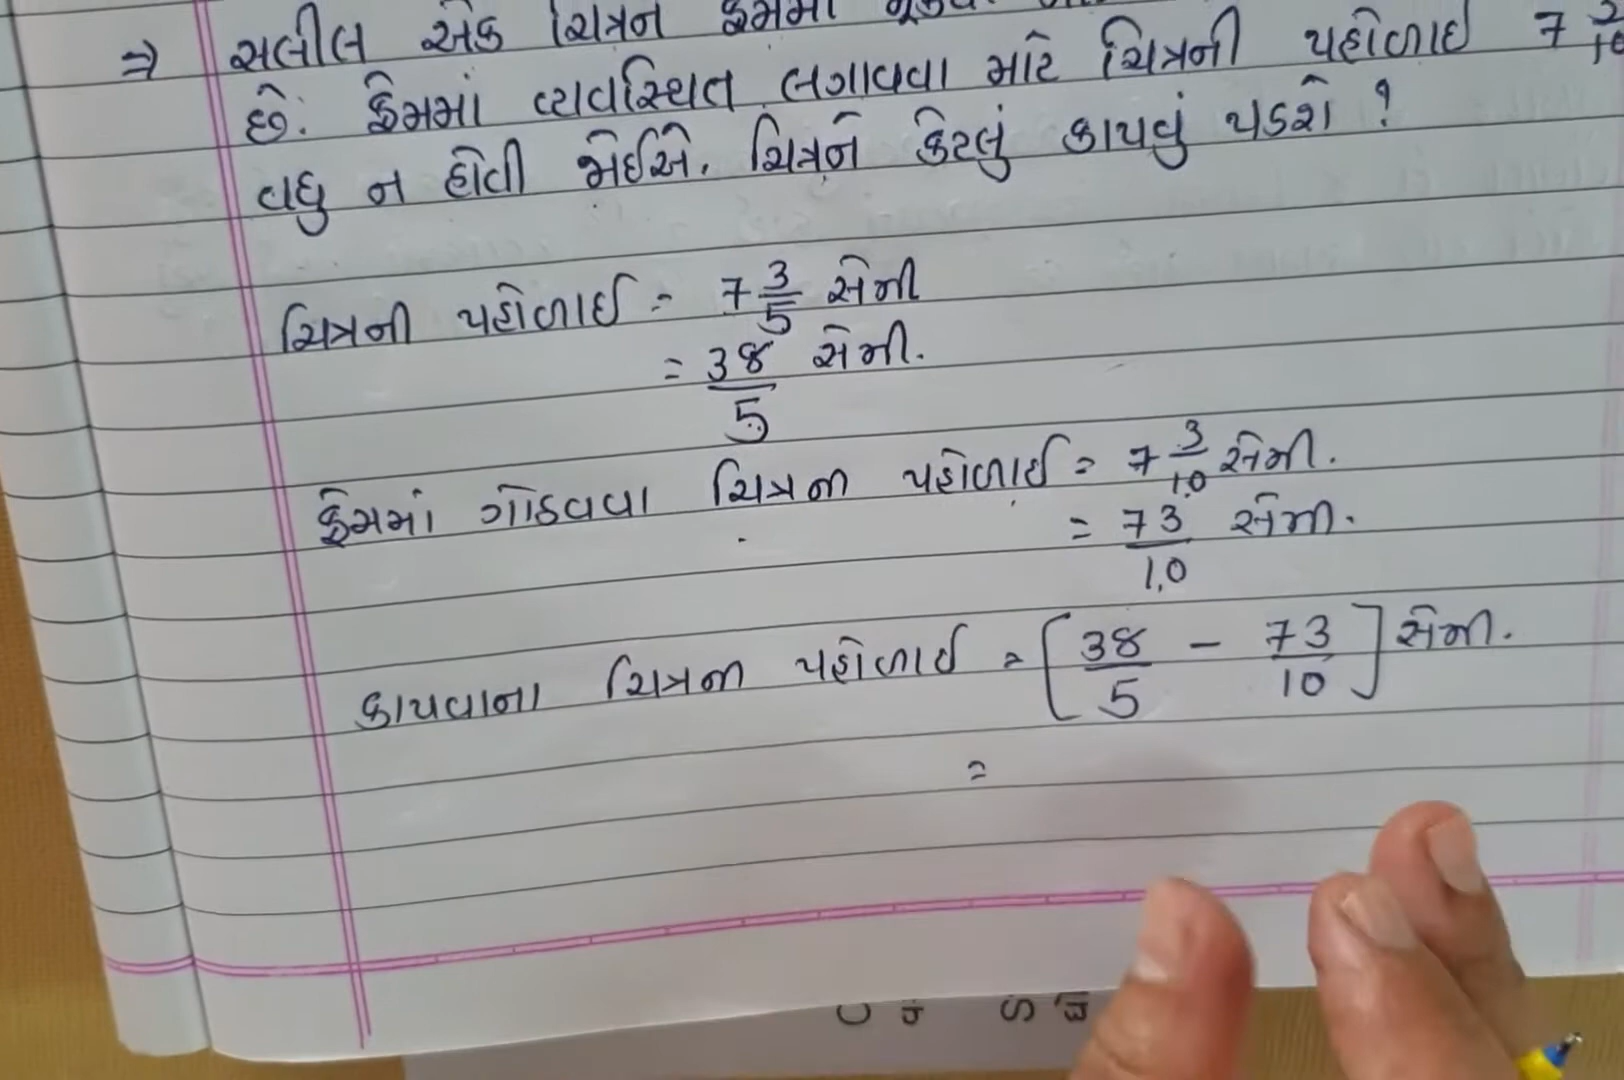 ⇒ સલીલ એક ચિત્રને ફ્રેમમાં
છે. ફ્રેમમાં વ્યવસ્થિત લગાવવા માટે ચિત્રની પહોળાઈ 7 3/10
વધુ ન હોવી જોઈએ. ચિત્રને કેટલું કાપવું પડશે ?
ચિત્રની પહોળાઈ = 7 3/5 સેમી
= 38/5 સેમી.
ફ્રેમમાં ગોઠવવા ચિત્રની પહોળાઈ = 7 3/10 સેમી.
= 73/10 સેમી.
કાપવાના ચિત્રની પહોળાઈ = [38/5 - 73/10] સેમી.
=